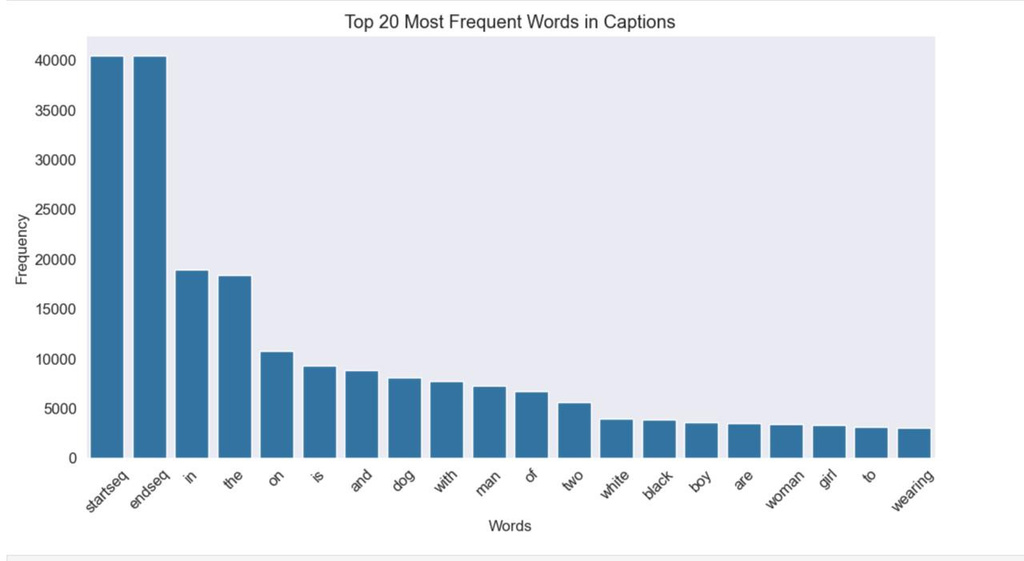 Top 20 Most Frequent Words in Captions
40000
35000
30000
25000
20000
15000
10000
5000
0
Frequency
startseq
endseq
in
the
on
is
and
dog
with
man
of
two
white
black
boy
are
woman
girl
to
wearing
Words